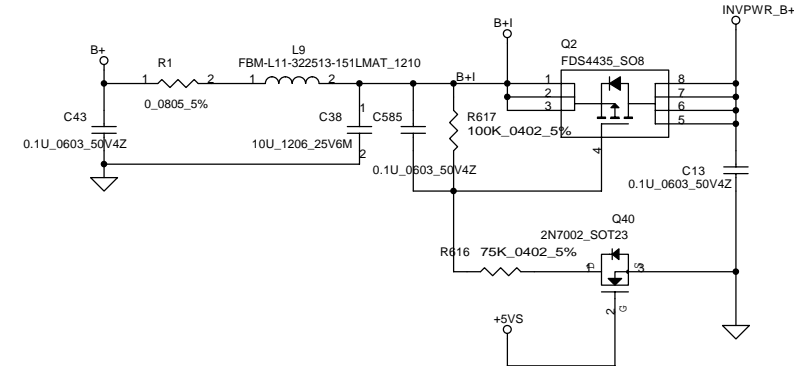 INVPWR_B+
B+I
Q2
FDS4435_SO8
B+
R1
L9
FBM-L11-322513-151LMAT_1210
B+I
1 2
1 2
1 8
2 7
3 6
5
0_0805_5%
C43
0.1U_0603_50V4Z
C38
1
10U_1206_25V6M
2
C585
0.1U_0603_50V4Z
R617
100K_0402_5%
4
C13
0.1U_0603_50V4Z
Q40
2N7002_SOT23
R616 75K_0402_5%
1 D S 3
2 G
+5VS